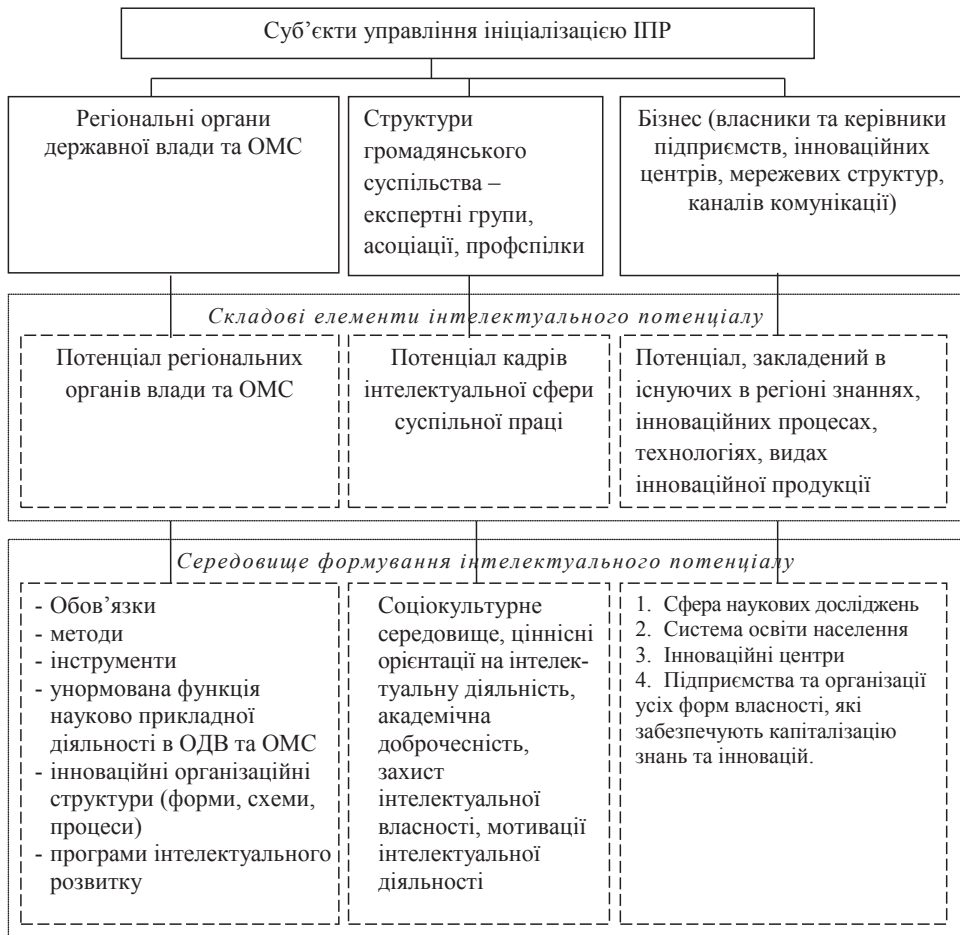 Суб’єкти управління ініціалізацією ІПР
Регіональні органи
державної влади та ОМС
Структури
громадянського
суспільства –
експертні групи,
асоціації, профспілки
Бізнес (власники та керівники
підприємств, інноваційних
центрів, мережевих структур,
каналів комунікації)
Складові елементи інтелектуального потенціалу
Потенціал регіональних
органів влади та ОМС
Потенціал кадрів
інтелектуальної сфери
суспільної праці
Потенціал, закладений в
існуючих в регіоні знаннях,
інноваційних процесах,
технологіях, видах
інноваційної продукції
Середовище формування інтелектуального потенціалу
- Обов’язки
- методи
- інструменти
- унормована функція
науково прикладної
діяльності в ОДВ та ОМС
- інноваційні організаційні
структури (форми, схеми,
процеси)
- програми інтелектуального
розвитку
Соціокультурне
середовище, ціннісні
орієнтації на інтелек-
туальну діяльність,
академічна
доброчесність,
захист
інтелектуальної
власності, мотивації
інтелектуальної
діяльності
1. Сфера наукових досліджень
2. Система освіти населення
3. Інноваційні центри
4. Підприємства та організації
усіх форм власності, які
забезпечують капіталізацію
знань та інновацій.